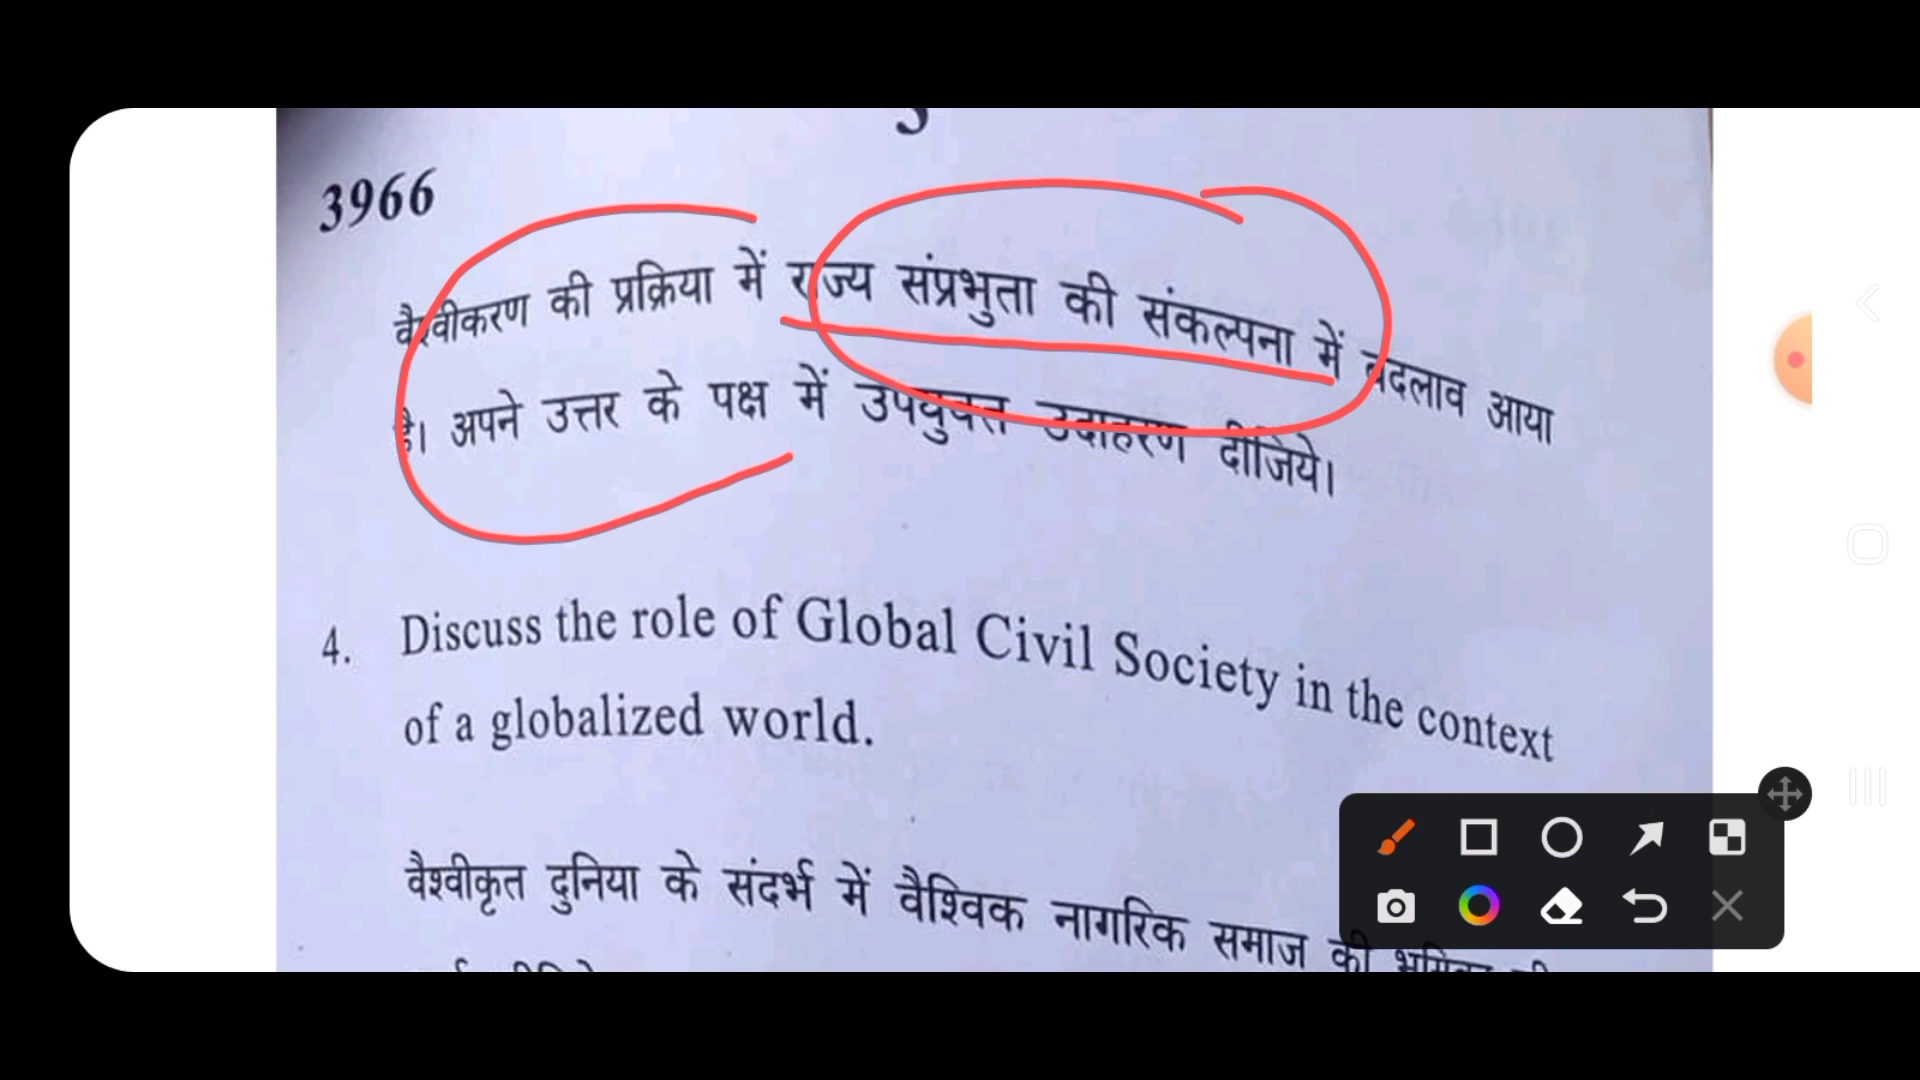 3966
वैश्वीकरण की प्रक्रिया में राज्य संप्रभुता की संकल्पना में बदलाव आया
है। अपने उत्तर के पक्ष में उपयुक्त उदाहरण दीजिये।
4. Discuss the role of Global Civil Society in the context
of a globalized world.
वैश्वीकृत दुनिया के संदर्भ में वैश्विक नागरिक समाज की